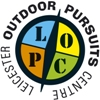 LEICESTER OUTDOOR PURSUITS CENTRE
L O
P C